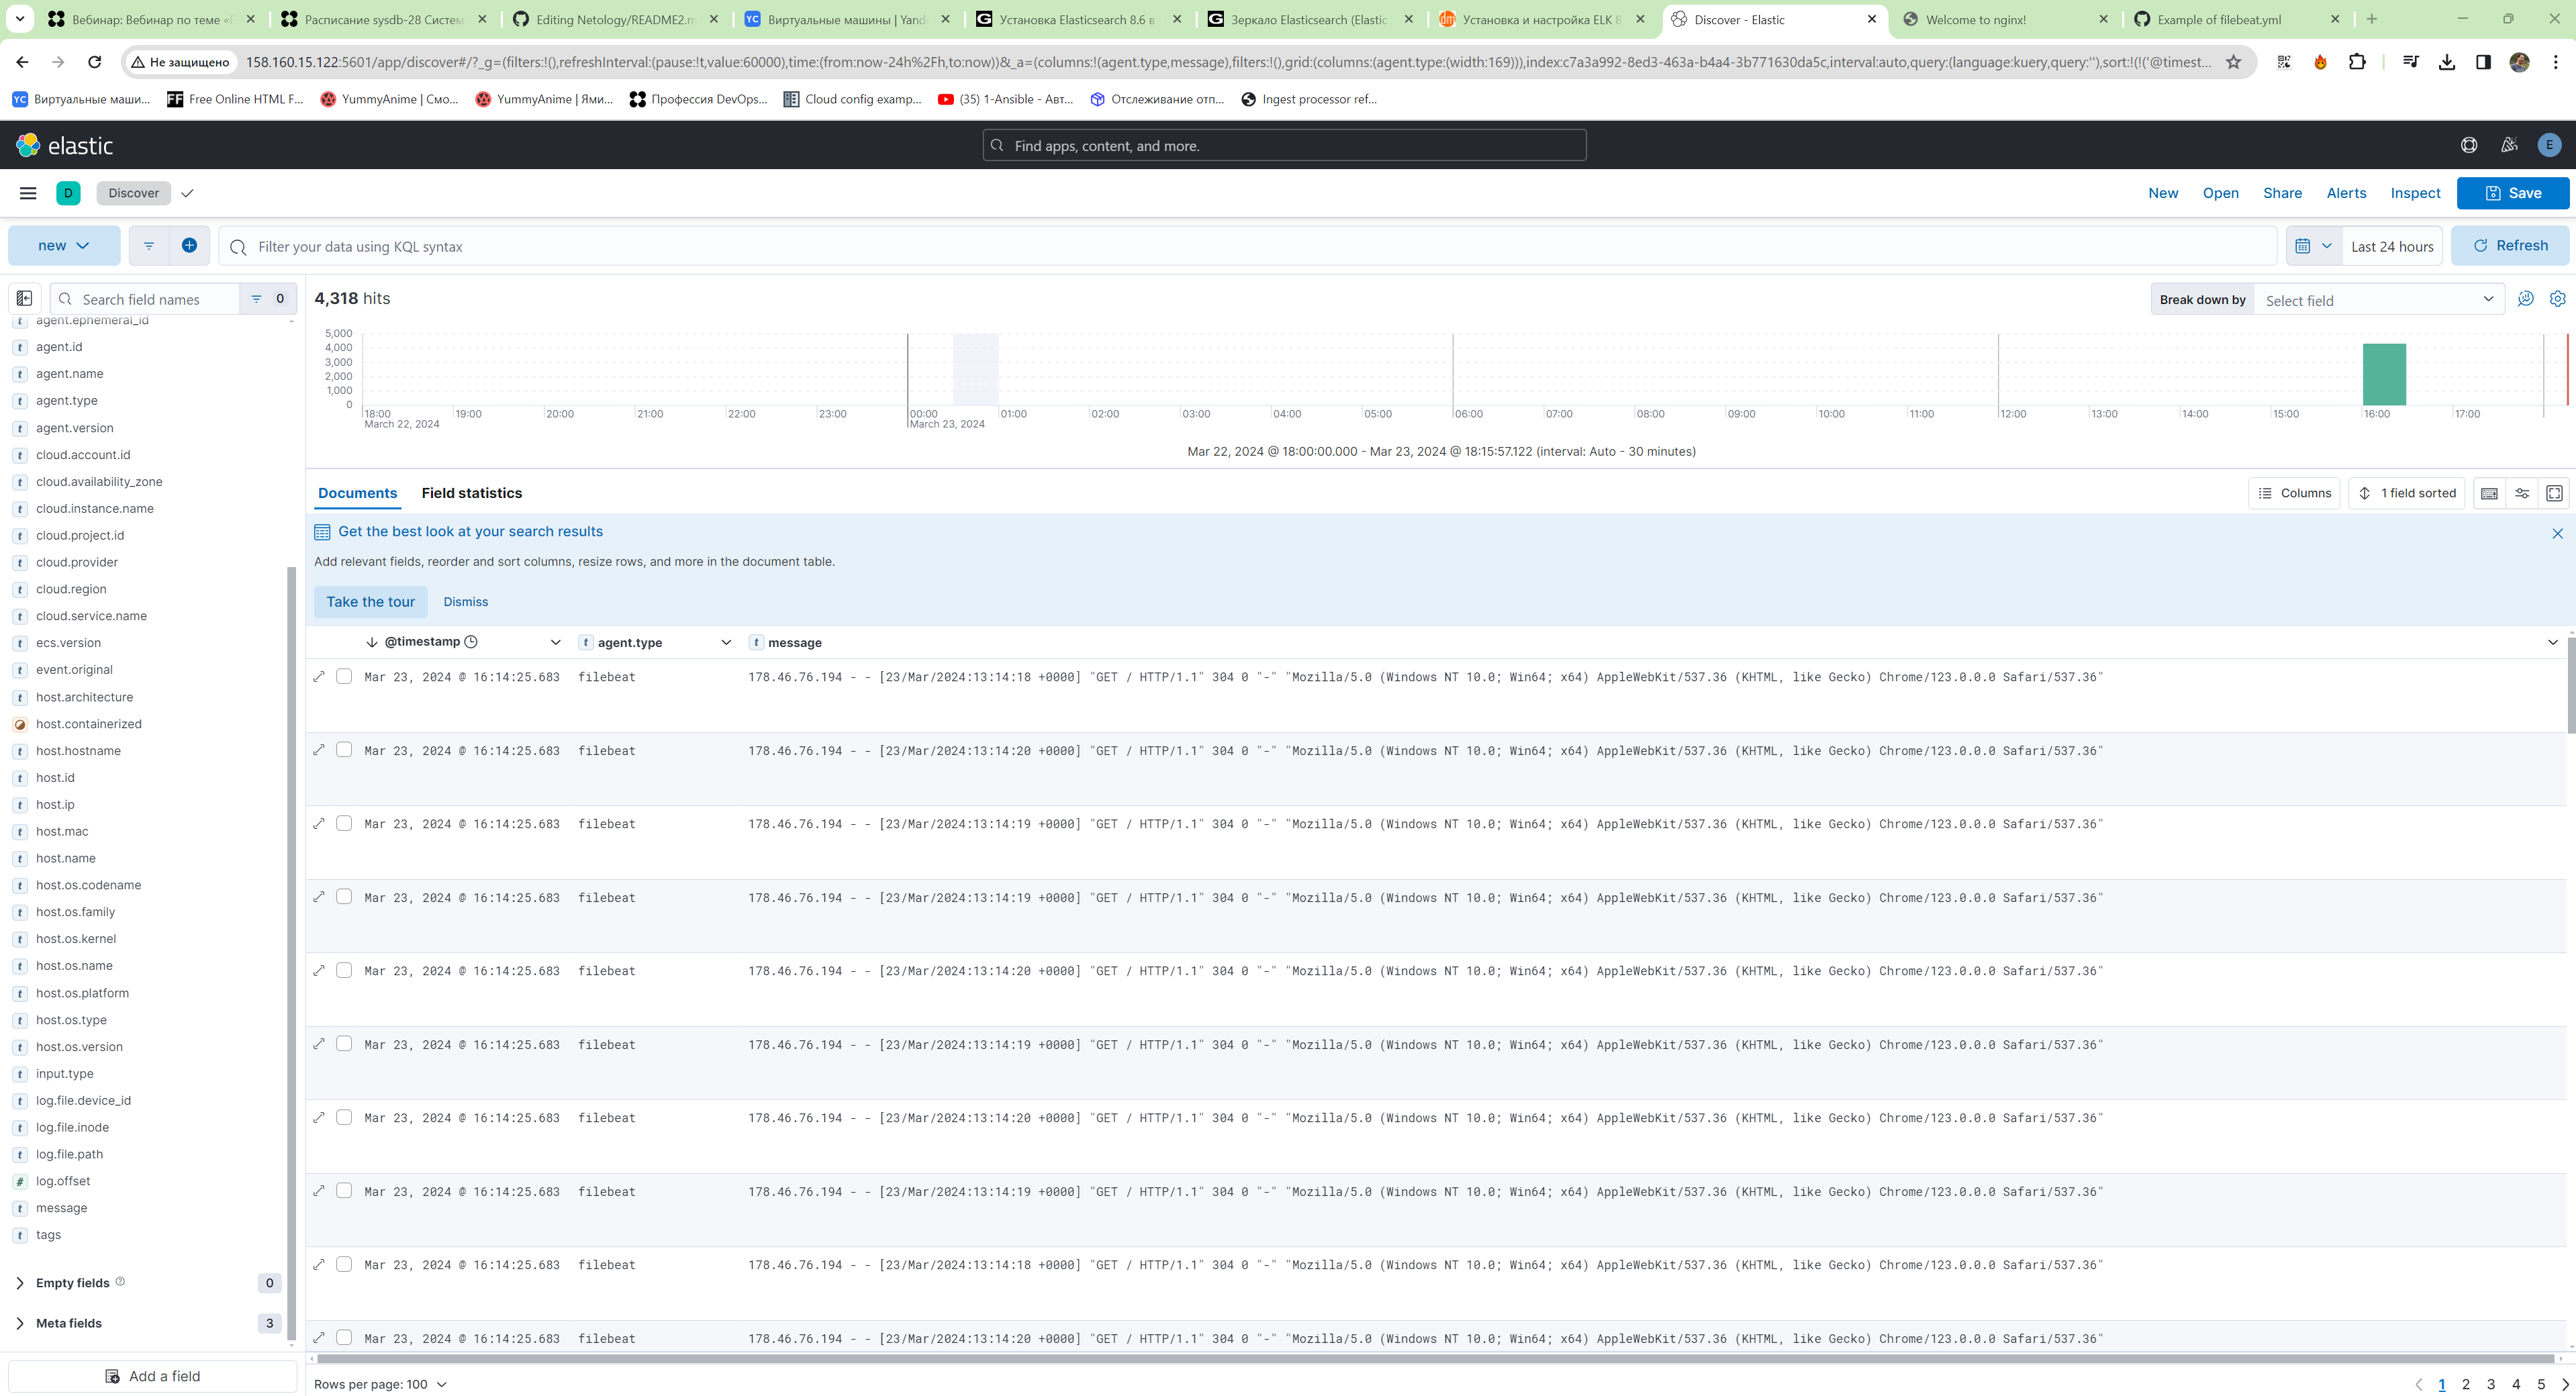 Вебинар: Вебинар по теме «
Расписание sysdb-28 Систем
Editing Netology/README2.m
Виртуальные машины | Yand
Установка Elasticsearch 8.6 в
Зеркало Elasticsearch (Elastic
Установка и настройка ELK 8
Discover - Elastic
Welcome to nginx!
Example of filebeat.yml
Не защищено
158.160.15.122:5601/app/discover#/?_g=(filters:!(),refreshInterval:(pause:!t,value:60000),time:(from:now-24h%2Fh,to:now))&_a=(columns:!(agent.type,message),filters:!(),grid:(columns:(agent.type:(width:169))),index:c7a3a992-8ed3-463a-b4a4-3b771630da5c,interval:auto,query:(language:kuery,query:''),sort:!(!('@timest...
YC Виртуальные маши...
FF Free Online HTML F...
YummyAnime | Смо...
YummyAnime | Ями...
Профессия DevOps...
Cloud config examp...
(35) 1-Ansible - Авт...
Отслеживание отп...
Ingest processor ref...
elastic
Find apps, content, and more.
E
D
Discover
New
Open
Share
Alerts
Inspect
Save
new
Filter your data using KQL syntax
Last 24 hours
Refresh
Search field names
0
agent.ephemeral_id
agent.id
agent.name
agent.type
agent.version
cloud.account.id
cloud.availability_zone
cloud.instance.name
cloud.project.id
cloud.provider
cloud.region
cloud.service.name
ecs.version
event.original
host.architecture
host.containerized
host.hostname
host.id
host.ip
host.mac
host.name
host.os.codename
host.os.family
host.os.kernel
host.os.name
host.os.platform
host.os.type
host.os.version
input.type
log.file.device_id
log.file.inode
log.file.path
log.offset
message
tags
Empty fields 0
Meta fields 3
Add a field
4,318 hits
Break down by Select field
5,000
4,000
3,000
2,000
1,000
0
18:00 19:00 20:00 21:00 22:00 23:00 00:00 01:00 02:00 03:00 04:00 05:00 06:00 07:00 08:00 09:00 10:00 11:00 12:00 13:00 14:00 15:00 16:00 17:00
March 22, 2024 March 23, 2024
Mar 22, 2024 @ 18:00:00.000 - Mar 23, 2024 @ 18:15:57.122 (interval: Auto - 30 minutes)
Documents
Field statistics
Columns
1 field sorted
Get the best look at your search results
Add relevant fields, reorder and sort columns, resize rows, and more in the document table.
Take the tour
Dismiss
@timestamp agent.type message
Mar 23, 2024 @ 16:14:25.683 filebeat 178.46.76.194 - - [23/Mar/2024:13:14:18 +0000] "GET / HTTP/1.1" 304 0 "-" "Mozilla/5.0 (Windows NT 10.0; Win64; x64) AppleWebKit/537.36 (KHTML, like Gecko) Chrome/123.0.0.0 Safari/537.36"
Mar 23, 2024 @ 16:14:25.683 filebeat 178.46.76.194 - - [23/Mar/2024:13:14:20 +0000] "GET / HTTP/1.1" 304 0 "-" "Mozilla/5.0 (Windows NT 10.0; Win64; x64) AppleWebKit/537.36 (KHTML, like Gecko) Chrome/123.0.0.0 Safari/537.36"
Mar 23, 2024 @ 16:14:25.683 filebeat 178.46.76.194 - - [23/Mar/2024:13:14:19 +0000] "GET / HTTP/1.1" 304 0 "-" "Mozilla/5.0 (Windows NT 10.0; Win64; x64) AppleWebKit/537.36 (KHTML, like Gecko) Chrome/123.0.0.0 Safari/537.36"
Mar 23, 2024 @ 16:14:25.683 filebeat 178.46.76.194 - - [23/Mar/2024:13:14:19 +0000] "GET / HTTP/1.1" 304 0 "-" "Mozilla/5.0 (Windows NT 10.0; Win64; x64) AppleWebKit/537.36 (KHTML, like Gecko) Chrome/123.0.0.0 Safari/537.36"
Mar 23, 2024 @ 16:14:25.683 filebeat 178.46.76.194 - - [23/Mar/2024:13:14:20 +0000] "GET / HTTP/1.1" 304 0 "-" "Mozilla/5.0 (Windows NT 10.0; Win64; x64) AppleWebKit/537.36 (KHTML, like Gecko) Chrome/123.0.0.0 Safari/537.36"
Mar 23, 2024 @ 16:14:25.683 filebeat 178.46.76.194 - - [23/Mar/2024:13:14:19 +0000] "GET / HTTP/1.1" 304 0 "-" "Mozilla/5.0 (Windows NT 10.0; Win64; x64) AppleWebKit/537.36 (KHTML, like Gecko) Chrome/123.0.0.0 Safari/537.36"
Mar 23, 2024 @ 16:14:25.683 filebeat 178.46.76.194 - - [23/Mar/2024:13:14:20 +0000] "GET / HTTP/1.1" 304 0 "-" "Mozilla/5.0 (Windows NT 10.0; Win64; x64) AppleWebKit/537.36 (KHTML, like Gecko) Chrome/123.0.0.0 Safari/537.36"
Mar 23, 2024 @ 16:14:25.683 filebeat 178.46.76.194 - - [23/Mar/2024:13:14:19 +0000] "GET / HTTP/1.1" 304 0 "-" "Mozilla/5.0 (Windows NT 10.0; Win64; x64) AppleWebKit/537.36 (KHTML, like Gecko) Chrome/123.0.0.0 Safari/537.36"
Mar 23, 2024 @ 16:14:25.683 filebeat 178.46.76.194 - - [23/Mar/2024:13:14:18 +0000] "GET / HTTP/1.1" 304 0 "-" "Mozilla/5.0 (Windows NT 10.0; Win64; x64) AppleWebKit/537.36 (KHTML, like Gecko) Chrome/123.0.0.0 Safari/537.36"
Mar 23, 2024 @ 16:14:25.683 filebeat 178.46.76.194 - - [23/Mar/2024:13:14:20 +0000] "GET / HTTP/1.1" 304 0 "-" "Mozilla/5.0 (Windows NT 10.0; Win64; x64) AppleWebKit/537.36 (KHTML, like Gecko) Chrome/123.0.0.0 Safari/537.36"
Rows per page: 100
1 2 3 4 5